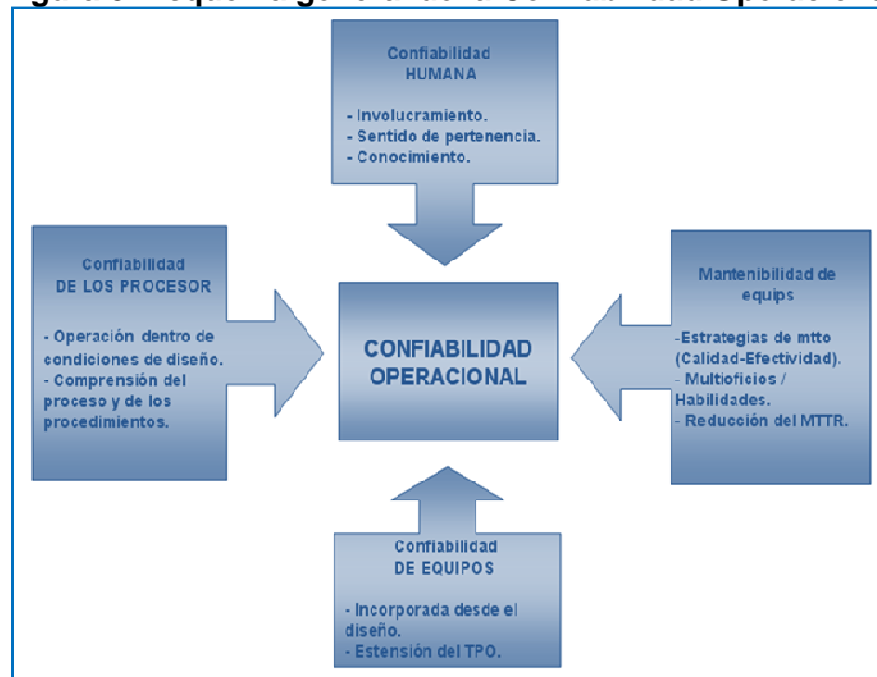 Confiabilidad
HUMANA
- Involucramiento.
- Sentido de pertenencia.
- Conocimiento.
Confiabilidad
DE LOS PROCESOR
- Operación dentro de
condiciones de diseño.
- Comprensión del
proceso y de los
procedimientos.
CONFIABILIDAD
OPERACIONAL
Mantenibilidad de
equips
-Estrategias de mtto
(Calidad-Efectividad).
- Multioficios /
Habilidades.
- Reducción del MTTR.
Confiabilidad
DE EQUIPOS
- Incorporada desde el
diseño.
- Estensión del TPO.